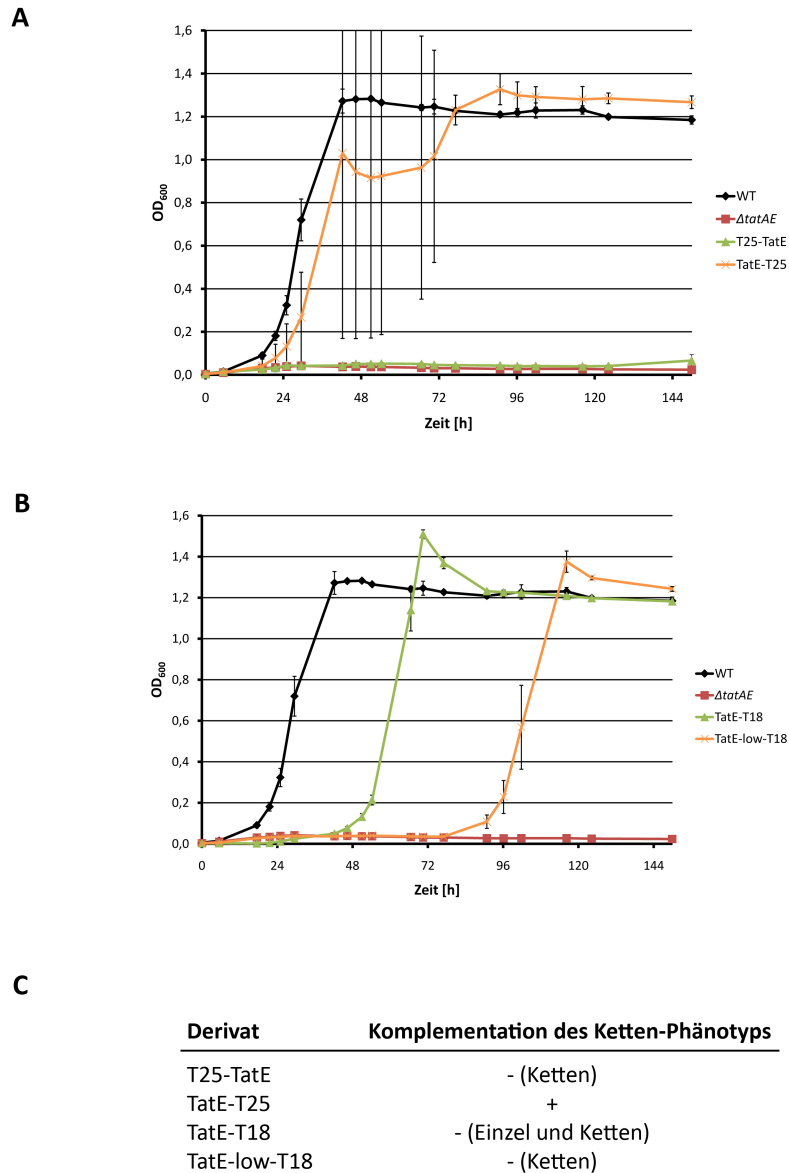 A
1,6
1,4
1,2
1,0
0,8
0,6
0,4
0,2
0,0
OD600
0 24 48 72 96 120 144
Zeit [h]
WT
ΔtatAE
T25-TatE
TatE-T25
B
1,6
1,4
1,2
1,0
0,8
0,6
0,4
0,2
0,0
OD600
0 24 48 72 96 120 144
Zeit [h]
WT
ΔtatAE
TatE-T18
TatE-low-T18
C
Derivat Komplementation des Ketten-Phänotyps
T25-TatE - (Ketten)
TatE-T25 +
TatE-T18 - (Einzel und Ketten)
TatE-low-T18 - (Ketten)